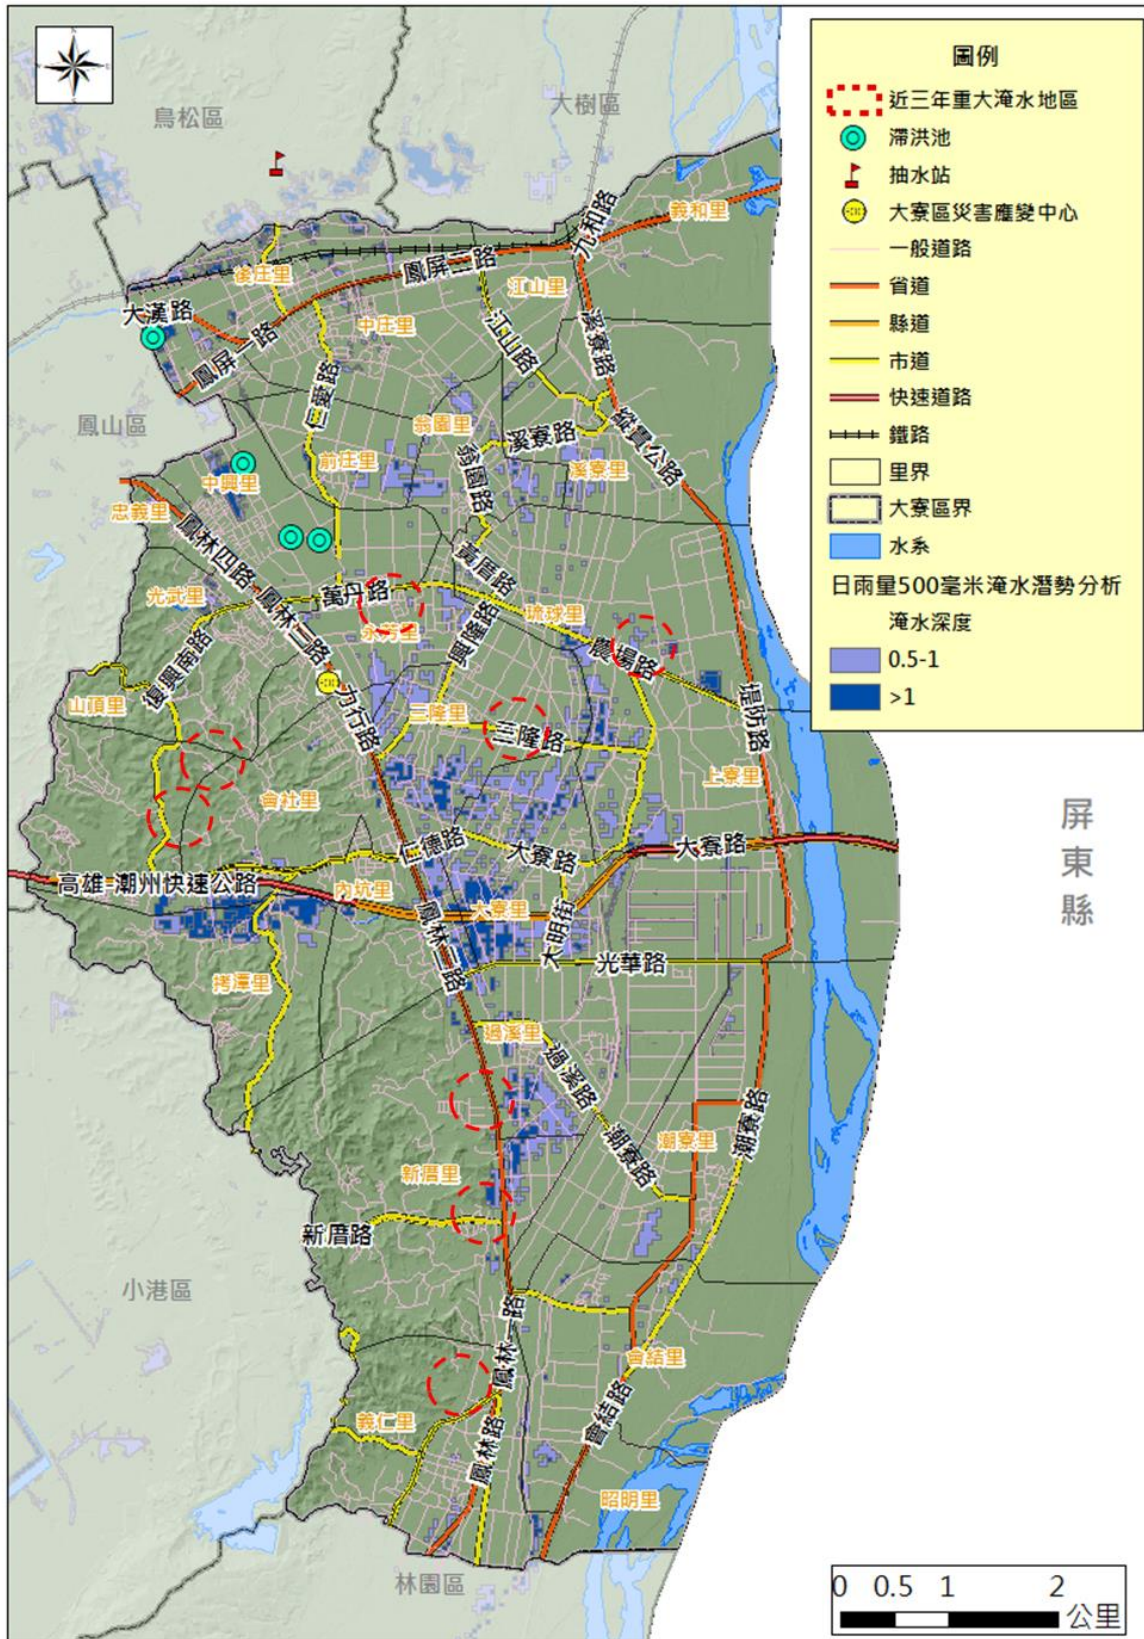 N
鳥松區
大樹區
鳳山區
小港區
林園區
屏東縣
九和路
義和里
後庄里
鳳屏二路
江山里
大漢路
中庄里
鳳屏一路
江山路
溪寮路
仁愛路
翁園里
溪寮路
縱貫公路
前庄里
翁園路
溪寮里
中興里
忠義里
鳳林四路
黃厝路
光武里
鳳林三路
萬丹路
永芳里
興隆路
琉球里
農場路
復興南路
山頂里
力行路
三隆里
三隆路
堤防路
上寮里
會社里
仁德路
大寮路
大寮路
高雄-潮州快速公路
內坑里
大寮里
鳳林二路
大明街
光華路
拷潭里
過溪里
過溪路
潮寮里
潮寮路
潮寮路
新厝里
新厝路
鳳林一路
會結里
義仁里
鳳林路
會結路
昭明里
圖例
近三年重大淹水地區
滯洪池
抽水站
大寮區災害應變中心
一般道路
省道
縣道
市道
快速道路
鐵路
里界
大寮區界
水系
日雨量500毫米淹水潛勢分析
淹水深度
0.5-1
>1
0 0.5 1 2
公里